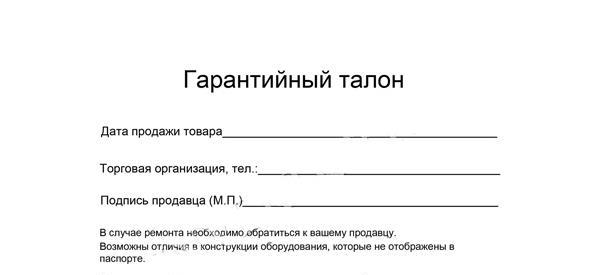 Гарантийный талон
Дата продажи товара
Торговая организация, тел.:
Подпись продавца (М.П.)
В случае ремонта необходимо обратиться к вашему продавцу.
Возможны отличия в конструкции оборудования, которые не отображены в
паспорте.